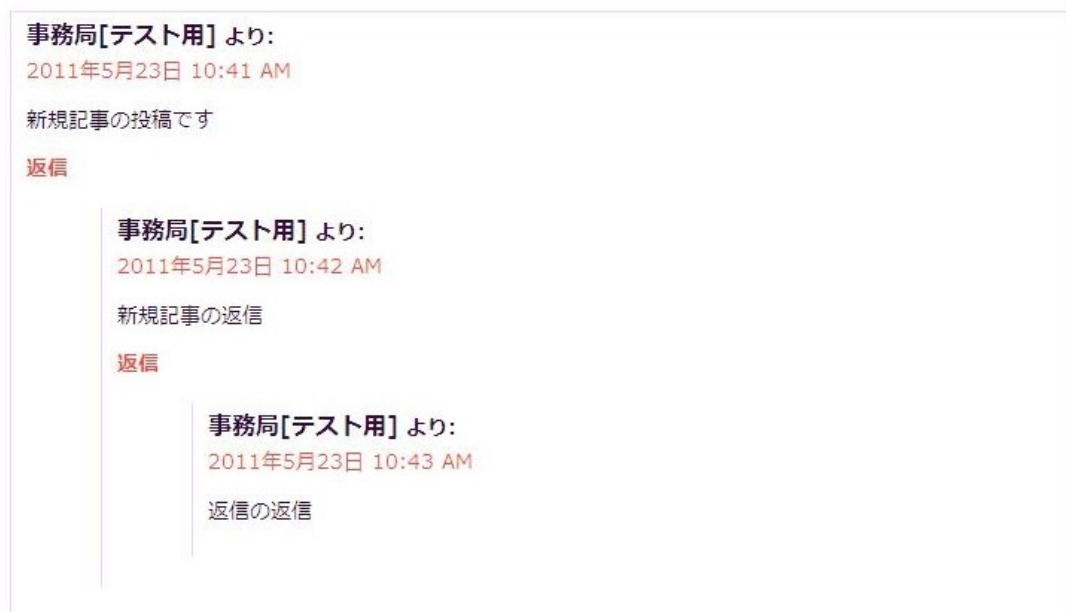 事務局[テスト用] より:
2011年5月23日 10:41 AM
新規記事の投稿です
返信
事務局[テスト用] より:
2011年5月23日 10:42 AM
新規記事の返信
返信
事務局[テスト用] より:
2011年5月23日 10:43 AM
返信の返信